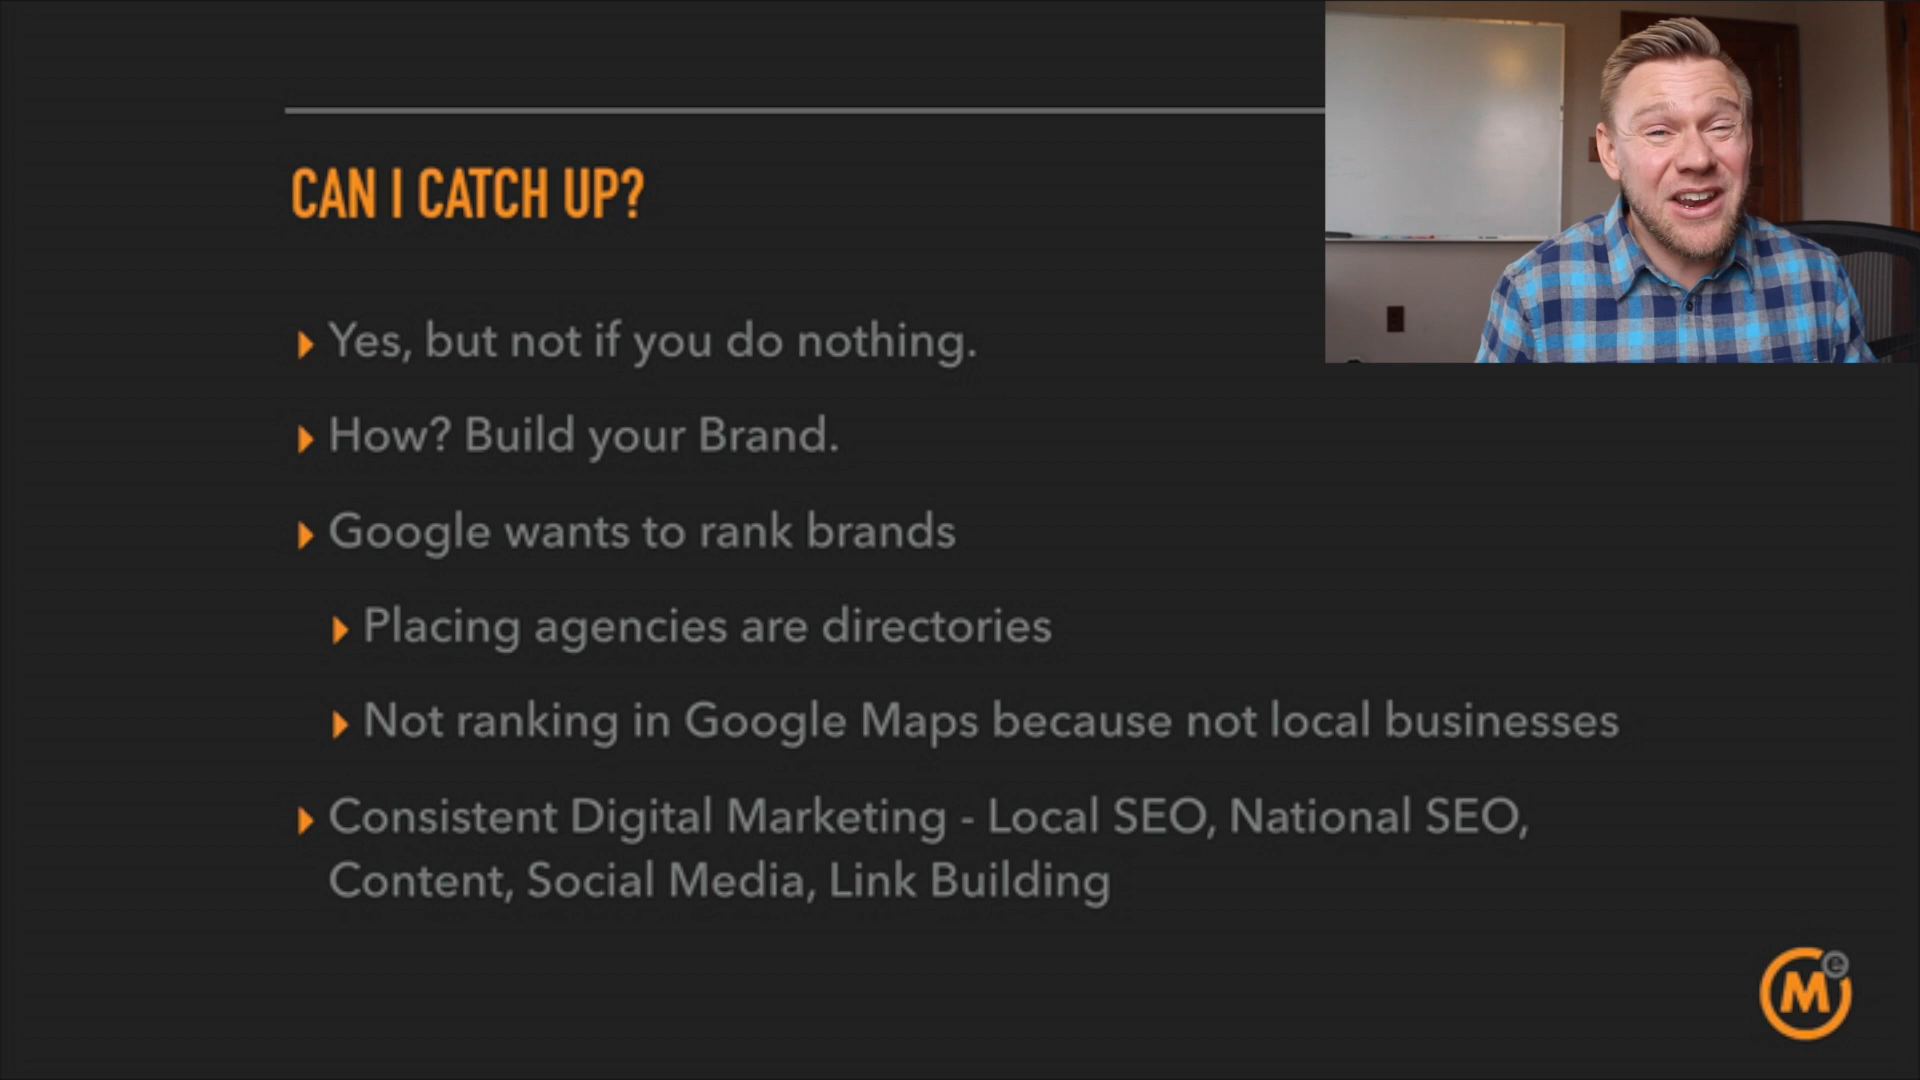 CAN I CATCH UP?
Yes, but not if you do nothing.
How? Build your Brand.
Google wants to rank brands
Placing agencies are directories
Not ranking in Google Maps because not local businesses
Consistent Digital Marketing - Local SEO, National SEO,
Content, Social Media, Link Building
M e